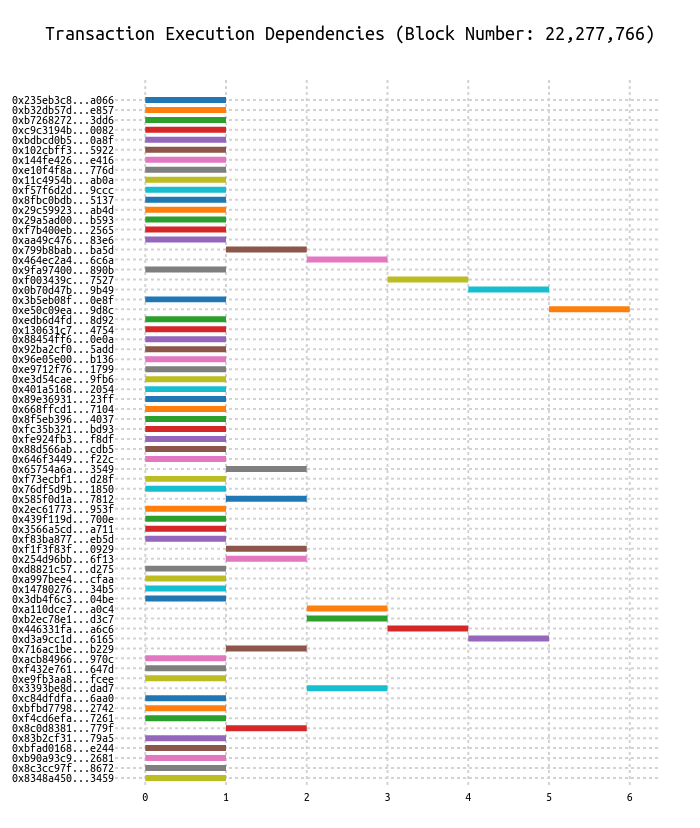 Transaction Execution Dependencies (Block Number: 22,277,766)
0x235eb3c8...a066
0xb32db57d...e857
0xb7268272...3dd6
0xc9c3194b...0082
0xbdbcd0b5...0a8f
0x102cbff3...5922
0x144fe426...e416
0xe10f4f8a...776d
0x11c4954b...ab0a
0xf57f6d2d...9ccc
0x8fbc0bdb...5137
0x29c59923...ab4d
0x29a5ad00...b593
0xf7b400eb...2565
0xaa49c476...83e6
0x799b8bab...ba5d
0x464ec2a4...6c6a
0x9fa97400...890b
0xf003439c...7527
0x0b70d47b...9b49
0x3b5eb08f...0e8f
0xe50c09ea...9d8c
0xedb6d4fd...8d92
0x130631c7...4754
0x88454ff6...0e0a
0x92ba2cf0...5add
0x96e05e00...b136
0xe9712f76...1799
0xe3d54cae...9fb6
0x401a5168...2054
0x89e36931...23ff
0x668ffcd1...7104
0x8f5eb396...4037
0xfc35b321...bd93
0xfe924fb3...f8df
0x88d566ab...cdb5
0x646f3449...f22c
0x65754a6a...3549
0xf73ecbf1...d28f
0x76df5d9b...1850
0x585f0d1a...7812
0x2ec61773...953f
0x439f119d...700e
0x3566a5cd...a711
0xf83ba877...eb5d
0xf1f3f83f...0929
0x254d96bb...6f13
0xd8821c57...d275
0xa997bee4...cfaa
0x14780276...34b5
0x3db4f6c3...04be
0xa110dce7...a0c4
0xb2ec78e1...d3c7
0x446331fa...a6c6
0xd3a9cc1d...6165
0x716ac1be...b229
0xacb84966...970c
0xf432e761...647d
0xe9fb3aa8...fcee
0x3393be8d...dad7
0xc84dfdfa...6aa0
0xbfbd7798...2742
0xf4cd6efa...7261
0x8c0d8381...779f
0x83b2cf31...79a5
0xbfad0168...e244
0xb90a93c9...2681
0x8c3cc97f...8672
0x8348a450...3459
0 1 2 3 4 5 6